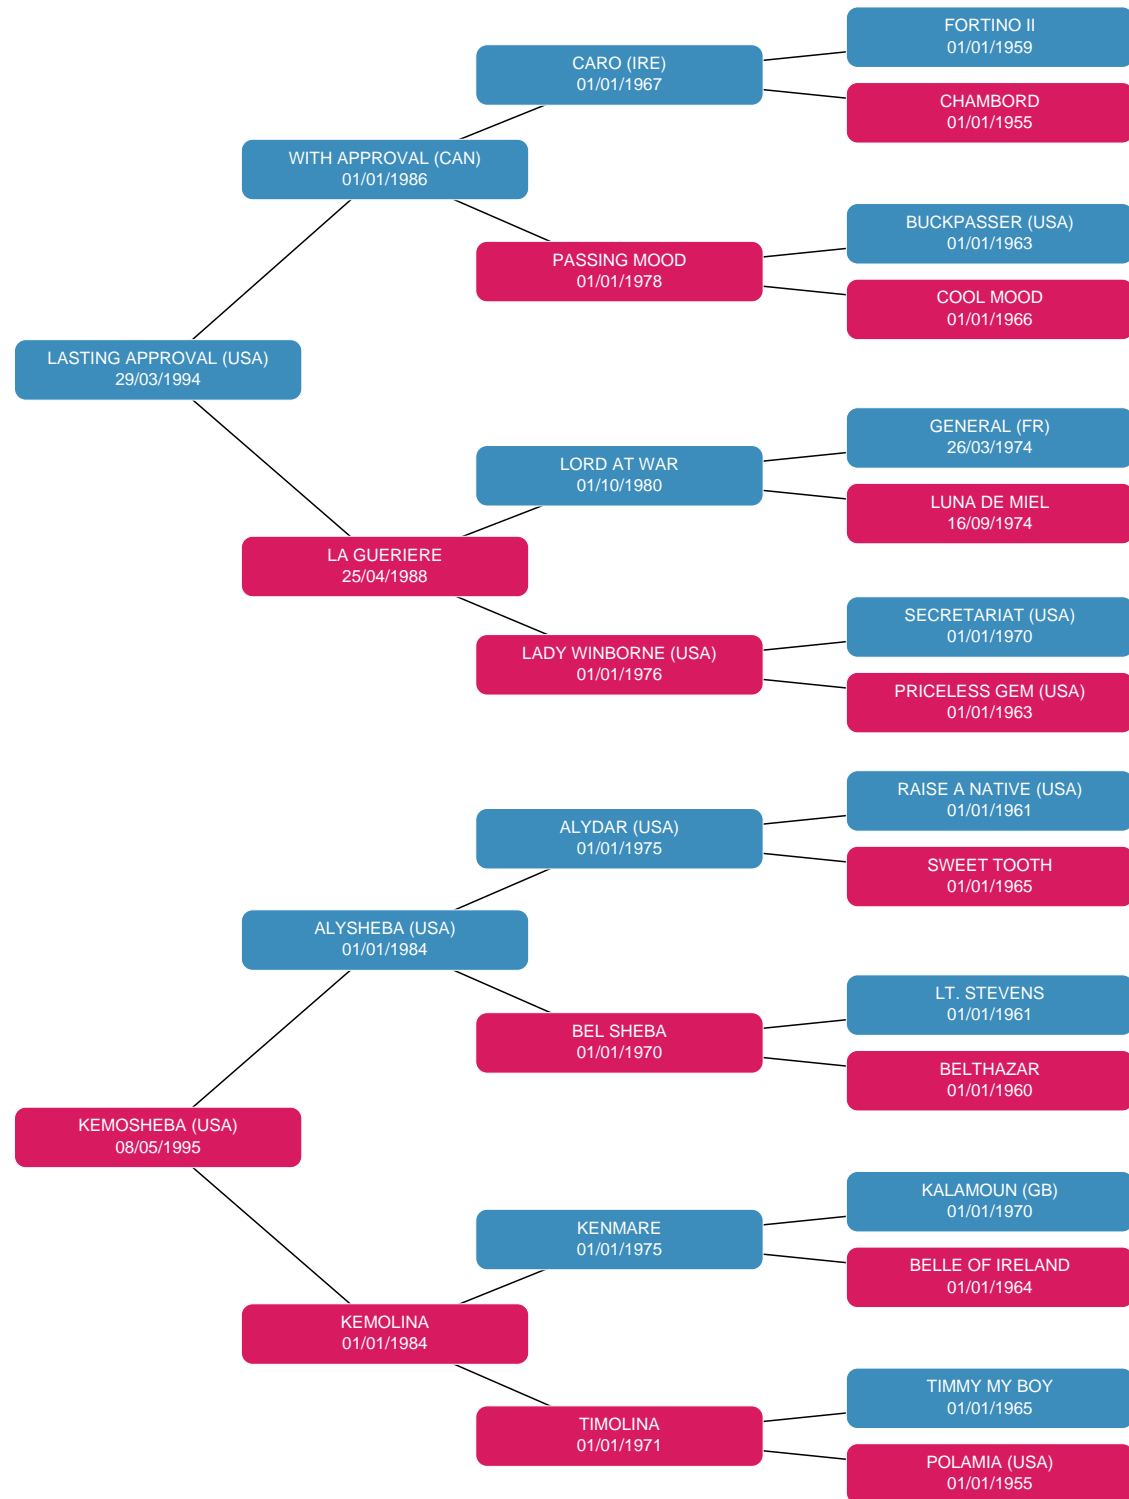 FORTINO II
01/01/1959
CARO (IRE)
01/01/1967
CHAMBORD
01/01/1955
WITH APPROVAL (CAN)
01/01/1986
BUCKPASSER (USA)
01/01/1963
PASSING MOOD
01/01/1978
COOL MOOD
01/01/1966
LASTING APPROVAL (USA)
29/03/1994
GENERAL (FR)
26/03/1974
LORD AT WAR
01/10/1980
LUNA DE MIEL
16/09/1974
LA GUERIERE
25/04/1988
SECRETARIAT (USA)
01/01/1970
LADY WINBORNE (USA)
01/01/1976
PRICELESS GEM (USA)
01/01/1963
RAISE A NATIVE (USA)
01/01/1961
ALYDAR (USA)
01/01/1975
SWEET TOOTH
01/01/1965
ALYSHEBA (USA)
01/01/1984
LT. STEVENS
01/01/1961
BEL SHEBA
01/01/1970
BELTHAZAR
01/01/1960
KEMOSHEBA (USA)
08/05/1995
KALAMOUN (GB)
01/01/1970
KENMARE
01/01/1975
BELLE OF IRELAND
01/01/1964
KEMOLINA
01/01/1984
TIMMY MY BOY
01/01/1965
TIMOLINA
01/01/1971
POLAMIA (USA)
01/01/1955